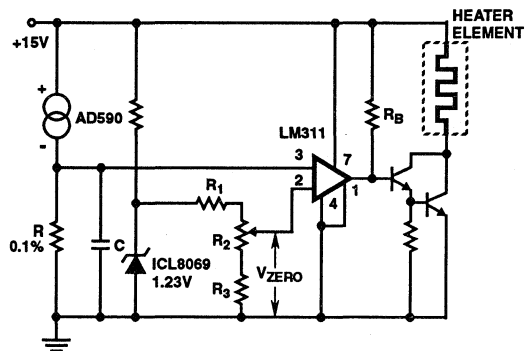 HEATER
ELEMENT
+15V
+
AD590
-
LM311
RB
3
7
2
1
4
R1
R
0.1%
C
R2
ICL8069
1.23V
VZERO
R3